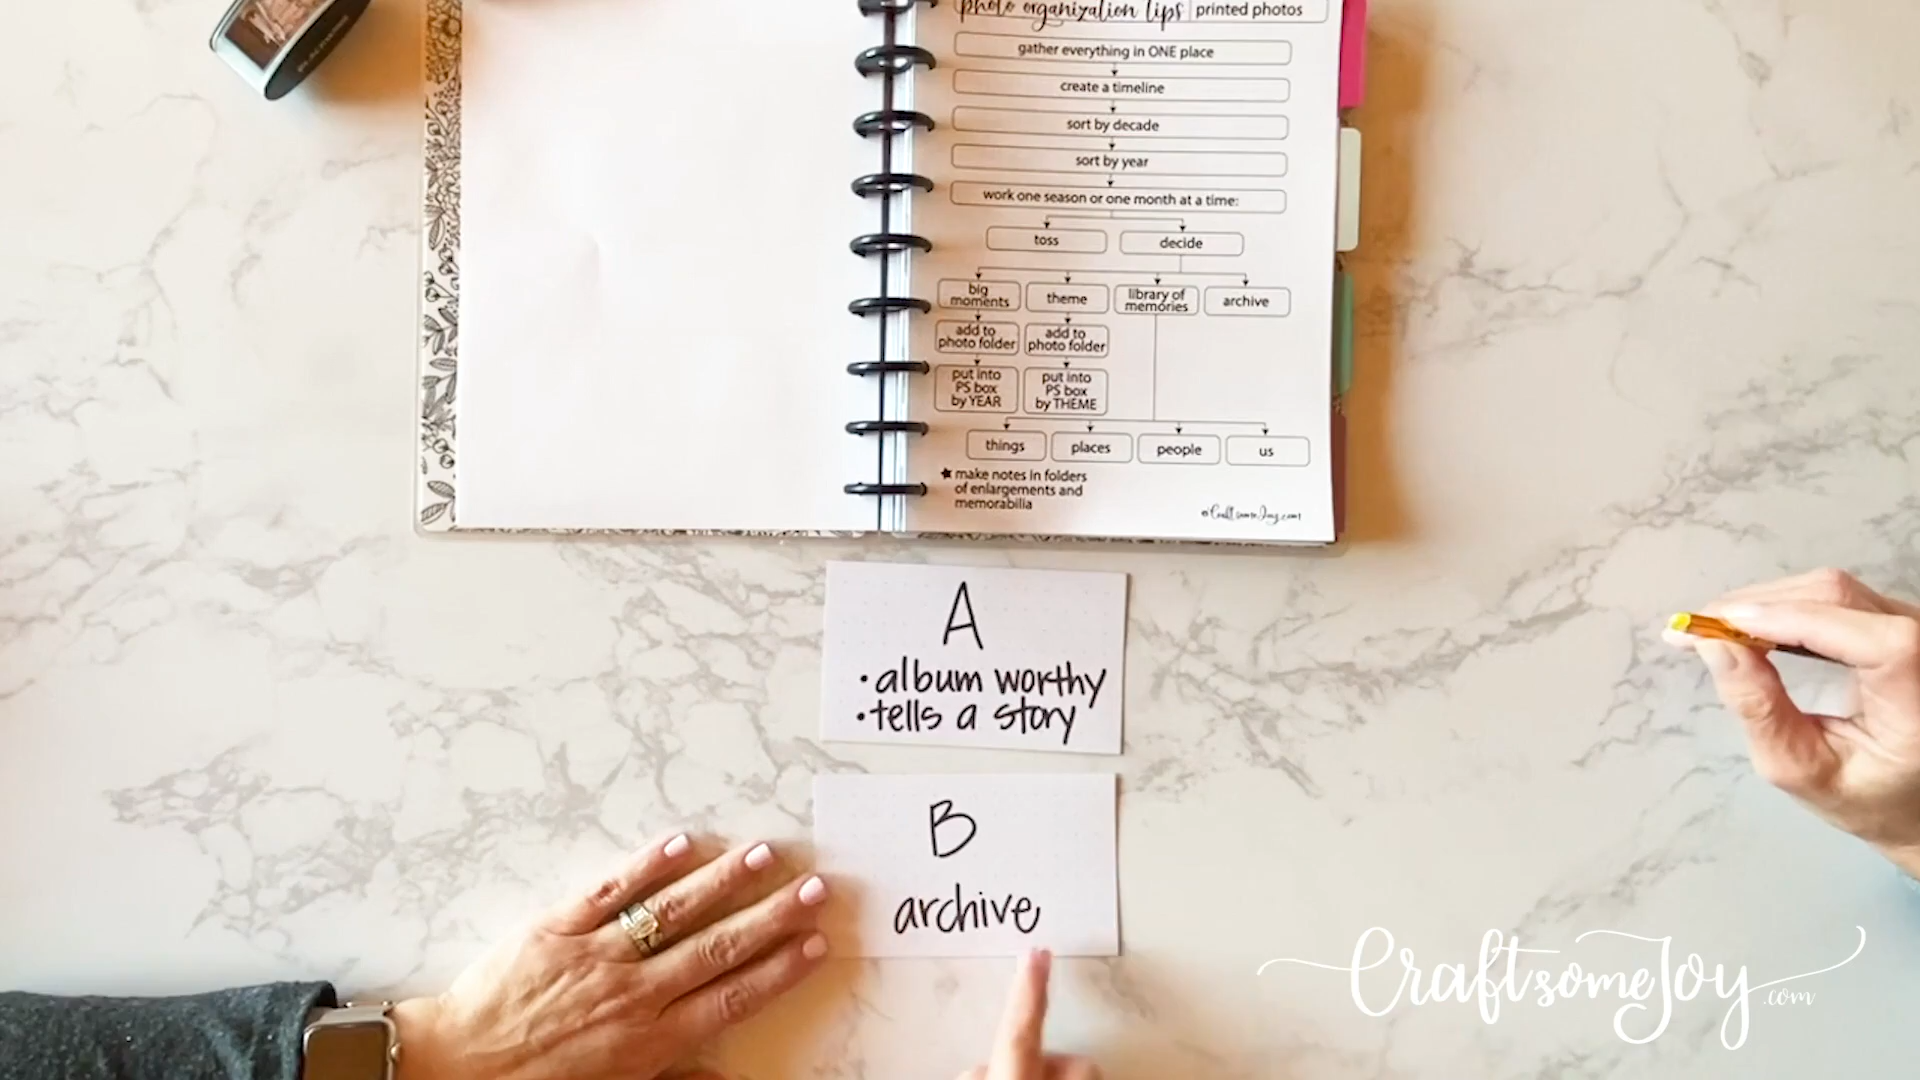 photo organization tips | printed photos
gather everything in ONE place
create a timeline
sort by decade
sort by year
work one season or one month at a time:
toss
decide
big
moments
theme
library of
memories
archive
add to
photo folder
add to
photo folder
put into
PS box
by YEAR
put into
PS box
by THEME
things
places
people
us
★ make notes in folders
of enlargements and
memorabilia
©CraftsomeJoy.com
A
•album worthy
•tells a story
B
archive
CraftsomeJoy.com